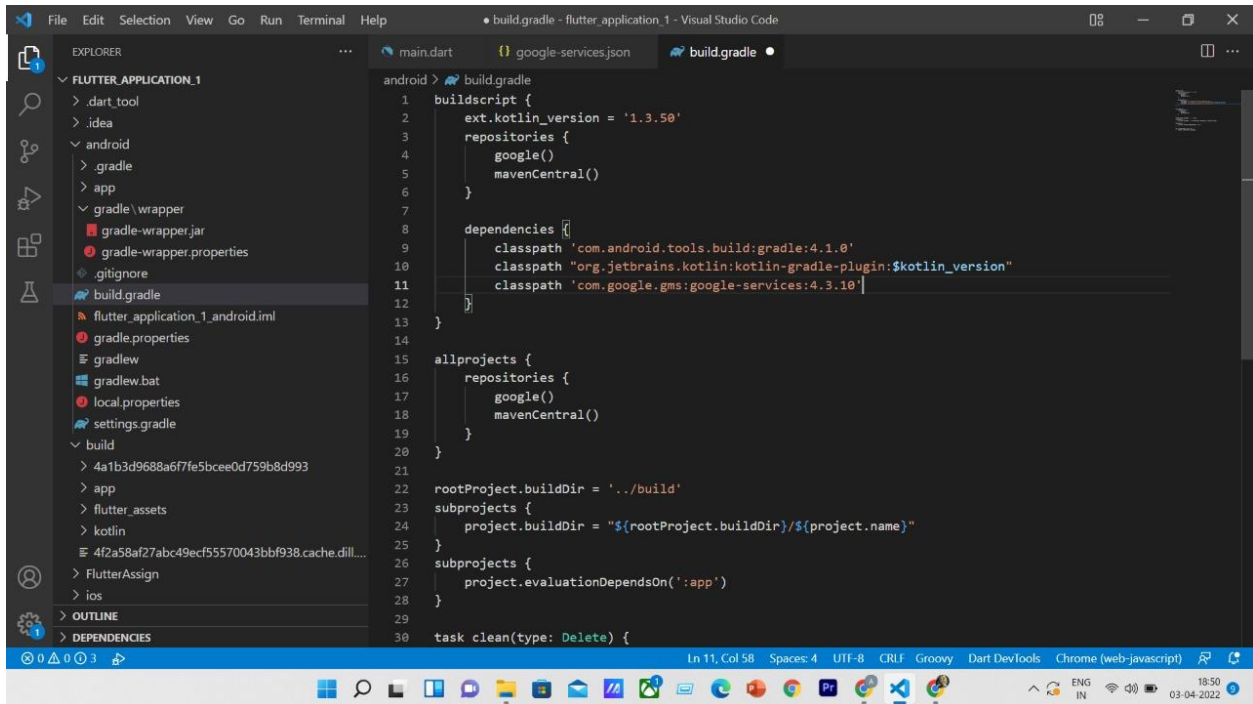 File Edit Selection View Go Run Terminal Help
● build.gradle - flutter_application_1 - Visual Studio Code
EXPLORER
main.dart
{} google-services.json
build.gradle ●
FLUTTER_APPLICATION_1
> .dart_tool
> .idea
android
> .gradle
> app
gradle\wrapper
gradle-wrapper.jar
gradle-wrapper.properties
.gitignore
build.gradle
flutter_application_1_android.iml
gradle.properties
gradlew
gradlew.bat
local.properties
settings.gradle
build
> 4a1b3d9688a6f7fe5bcee0d759b8d993
> app
> flutter_assets
> kotlin
4f2a58af27abc49ecf55570043bbf938.cache.dill....
> FlutterAssign
> ios
> OUTLINE
> DEPENDENCIES
android > build.gradle
1 buildscript {
2 ext.kotlin_version = '1.3.50'
3 repositories {
4 google()
5 mavenCentral()
6 }
7
8 dependencies {
9 classpath 'com.android.tools.build:gradle:4.1.0'
10 classpath "org.jetbrains.kotlin:kotlin-gradle-plugin:$kotlin_version"
11 classpath 'com.google.gms:google-services:4.3.10'
12 }
13 }
14
15 allprojects {
16 repositories {
17 google()
18 mavenCentral()
19 }
20 }
21
22 rootProject.buildDir = '../build'
23 subprojects {
24 project.buildDir = "${rootProject.buildDir}/${project.name}"
25 }
26 subprojects {
27 project.evaluationDependsOn(':app')
28 }
29
30 task clean(type: Delete) {
0 0 3
Ln 11, Col 58 Spaces: 4 UTF-8 CRLF Groovy Dart DevTools Chrome (web-javascript)
ENG
IN
18:50
03-04-2022